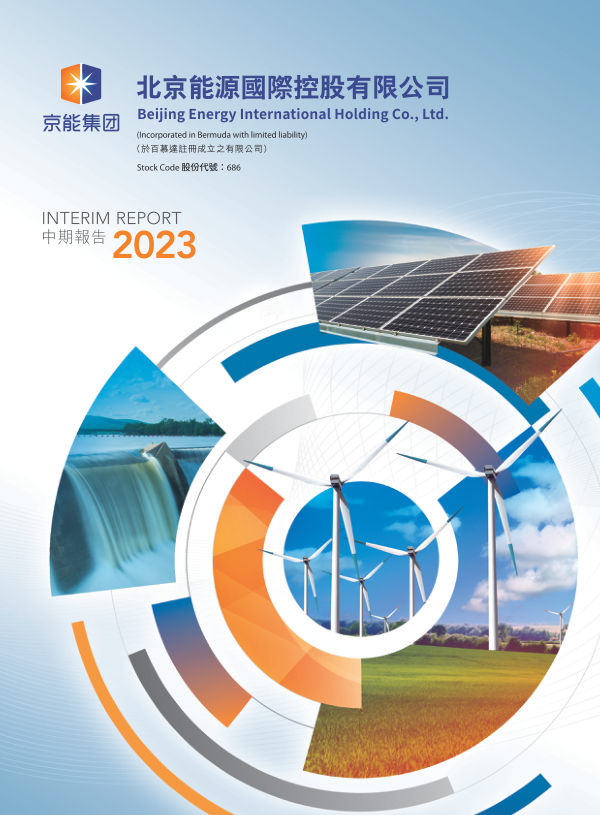 北京能源國際控股有限公司
Beijing Energy International Holding Co., Ltd.
京能集团
(Incorporated in Bermuda with limited liability)
（於百慕達註冊成立之有限公司）
Stock Code 股份代號：686
INTERIM REPORT
中期報告 2023